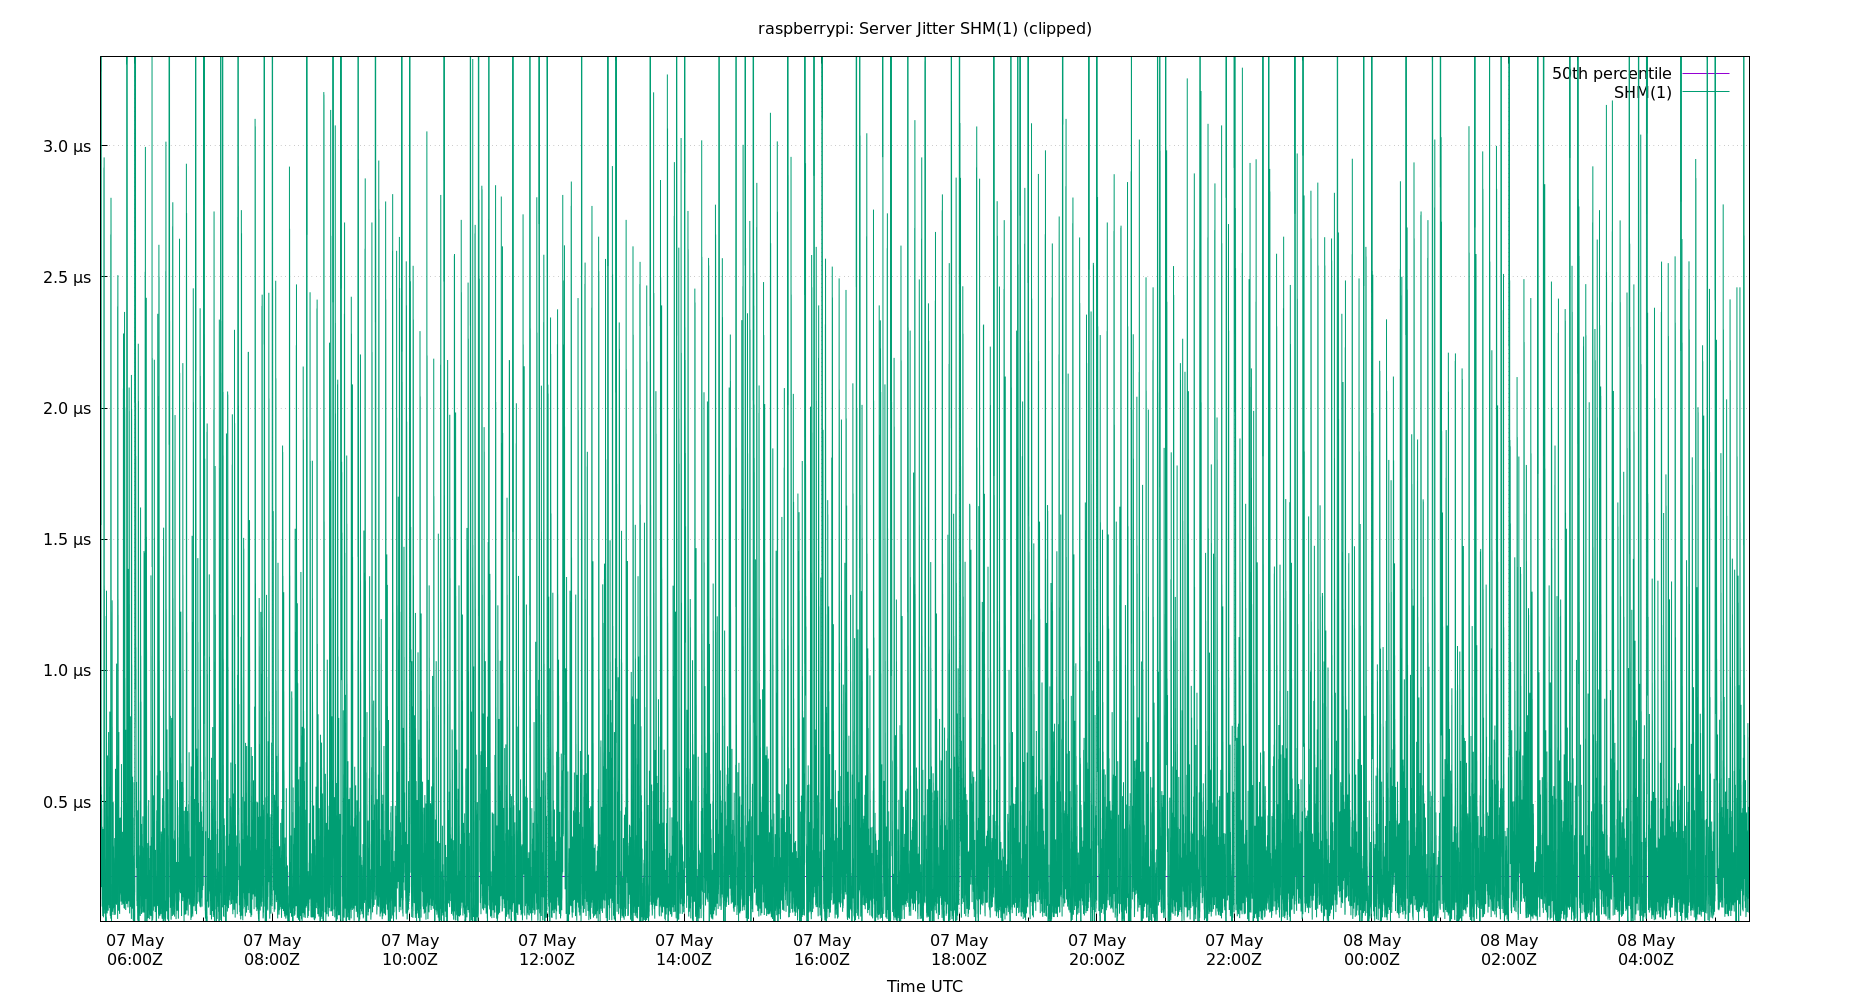 raspberrypi: Server Jitter SHM(1) (clipped)
50th percentile
SHM(1)
3.0 µs
2.5 µs
2.0 µs
1.5 µs
1.0 µs
0.5 µs
07 May 07 May 07 May 07 May 07 May 07 May 07 May 07 May 07 May 08 May 08 May 08 May
06:00Z 08:00Z 10:00Z 12:00Z 14:00Z 16:00Z 18:00Z 20:00Z 22:00Z 00:00Z 02:00Z 04:00Z
Time UTC